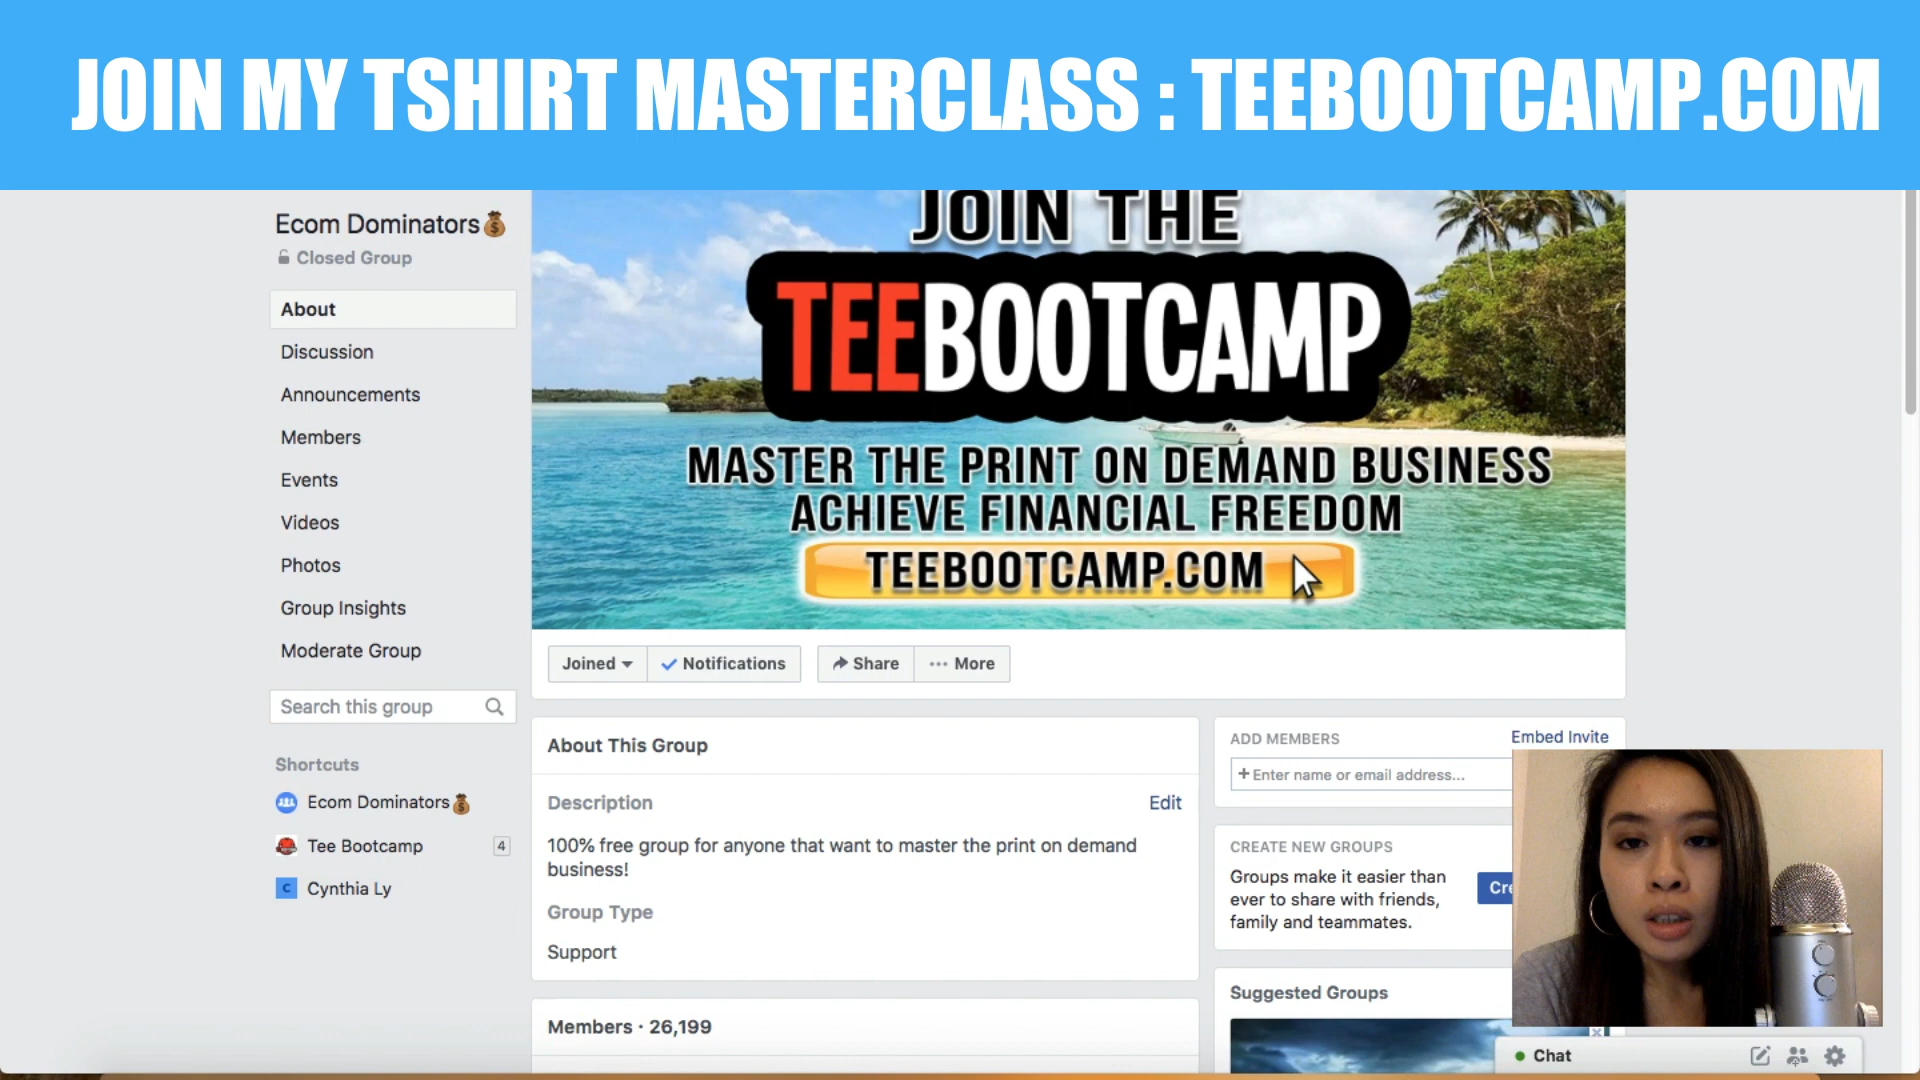 JOIN MY TSHIRT MASTERCLASS : TEEBOOTCAMP.COM
Ecom Dominators💰
Closed Group
About
Discussion
Announcements
Members
Events
Videos
Photos
Group Insights
Moderate Group
Search this group
Shortcuts
Ecom Dominators💰
Tee Bootcamp 4
C Cynthia Ly
JOIN THE
TEEBOOTCAMP
MASTER THE PRINT ON DEMAND BUSINESS
ACHIEVE FINANCIAL FREEDOM
TEEBOOTCAMP.COM
Joined Notifications Share More
About This Group
Description Edit
100% free group for anyone that want to master the print on demand
business!
Group Type
Support
Members · 26,199
ADD MEMBERS Embed Invite
+ Enter name or email address...
CREATE NEW GROUPS
Groups make it easier than
ever to share with friends,
family and teammates.
Cre
Suggested Groups
Chat